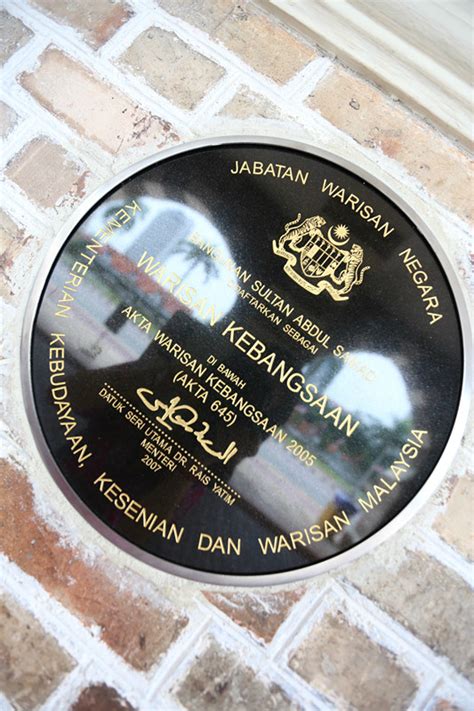 JABATAN WARISAN NEGARA
BANGUNAN SULTAN ABDUL SAMAD
DIDAFTARKAN SEBAGAI
WARISAN KEBANGSAAN
DI BAWAH
AKTA WARISAN KEBANGSAAN 2005
(AKTA 645)
DATUK SERI UTAMA DR. RAIS YATIM
MENTERI
2007
KEMENTERIAN KEBUDAYAAN, KESENIAN DAN WARISAN MALAYSIA